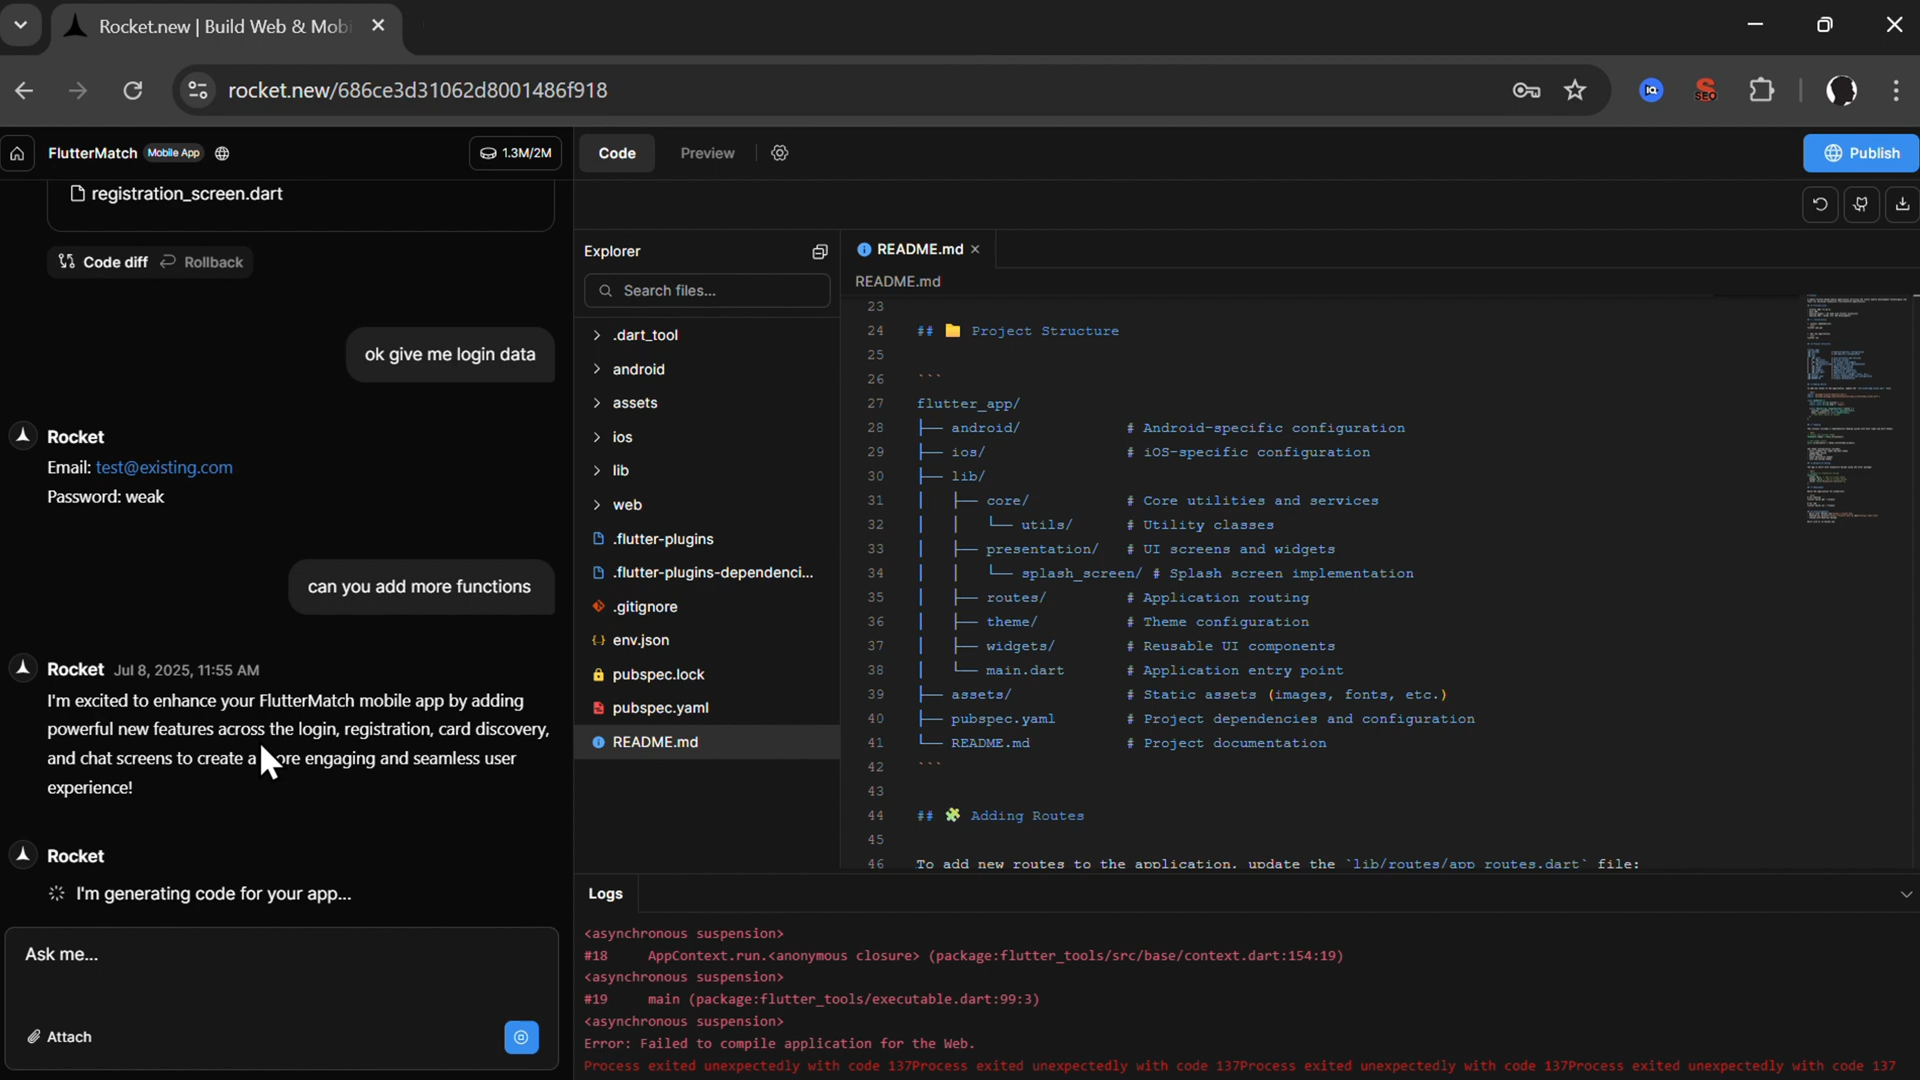 Rocket.new | Build Web & Mobi
rocket.new/686ce3d31062d8001486f918
FlutterMatch Mobile App 1.3M/2M
Code Preview Publish
registration_screen.dart
Code diff Rollback
ok give me login data
Rocket
Email: test@existing.com
Password: weak
can you add more functions
Rocket Jul 8, 2025, 11:55 AM
I'm excited to enhance your FlutterMatch mobile app by adding
powerful new features across the login, registration, card discovery,
and chat screens to create a more engaging and seamless user
experience!
Rocket
I'm generating code for your app...
Ask me...
Attach
Explorer
Search files...
.dart_tool
android
assets
ios
lib
web
.flutter-plugins
.flutter-plugins-dependenci...
.gitignore
env.json
pubspec.lock
pubspec.yaml
README.md
README.md
README.md
23
24 ## 📁 Project Structure
25
26 ```
27 flutter_app/
28 ├── android/ # Android-specific configuration
29 ├── ios/ # iOS-specific configuration
30 ├── lib/
31 │ ├── core/ # Core utilities and services
32 │ │ └── utils/ # Utility classes
33 │ ├── presentation/ # UI screens and widgets
34 │ │ └── splash_screen/ # Splash screen implementation
35 │ ├── routes/ # Application routing
36 │ ├── theme/ # Theme configuration
37 │ ├── widgets/ # Reusable UI components
38 │ └── main.dart # Application entry point
39 ├── assets/ # Static assets (images, fonts, etc.)
40 ├── pubspec.yaml # Project dependencies and configuration
41 └── README.md # Project documentation
42 ```
43
44 ## 🧩 Adding Routes
45
46 To add new routes to the application, update the `lib/routes/app_routes.dart` file:
Logs
<asynchronous suspension>
#18 AppContext.run.<anonymous closure> (package:flutter_tools/src/base/context.dart:154:19)
<asynchronous suspension>
#19 main (package:flutter_tools/executable.dart:99:3)
<asynchronous suspension>
Error: Failed to compile application for the Web.
Process exited unexpectedly with code 137Process exited unexpectedly with code 137Process exited unexpectedly with code 137Process exited unexpectedly with code 137